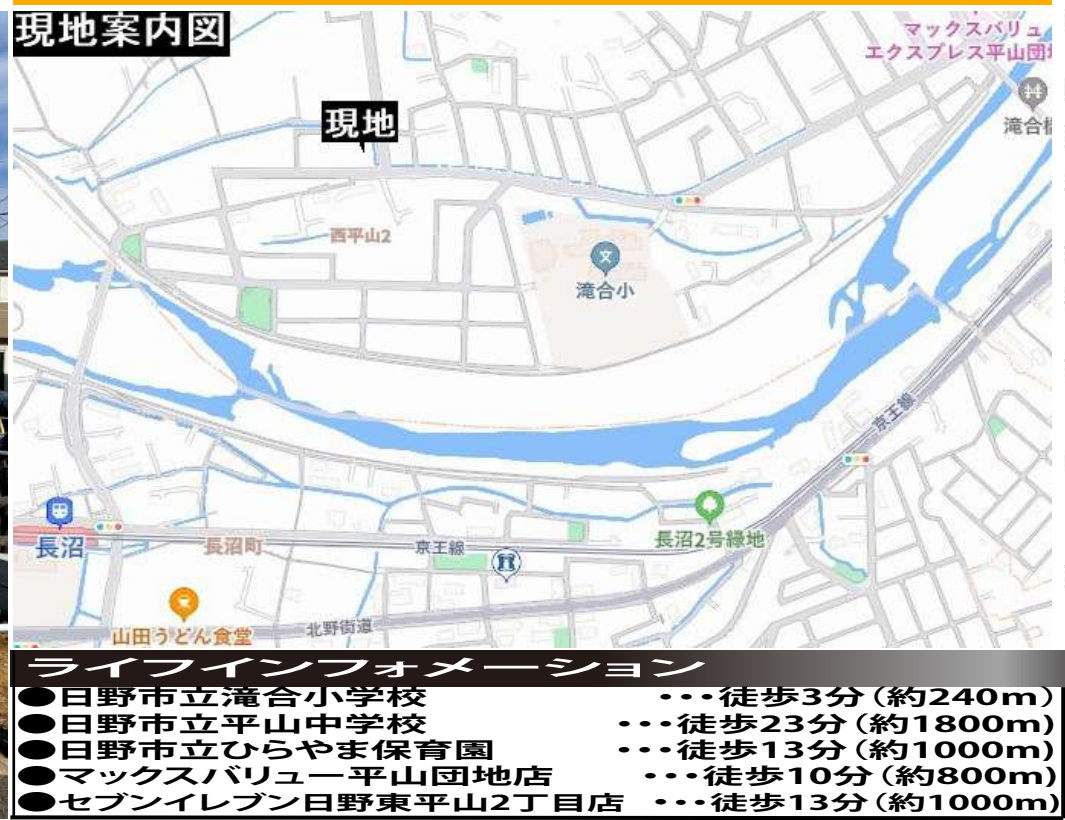 現地案内図
マックスバリュ
エクスプレス平山団地
滝合橋
現地
西平山2
滝合小
京王線
長沼
長沼町
京王線
長沼2号緑地
山田うどん食堂
北野街道
ライフインフォメーション
●日野市立滝合小学校 ・・・徒歩3分(約240m)
●日野市立平山中学校 ・・・徒歩23分(約1800m)
●日野市立ひらやま保育園 ・・・徒歩13分(約1000m)
●マックスバリュー平山団地店 ・・・徒歩10分(約800m)
●セブンイレブン日野東平山2丁目店 ・・・徒歩13分(約1000m)